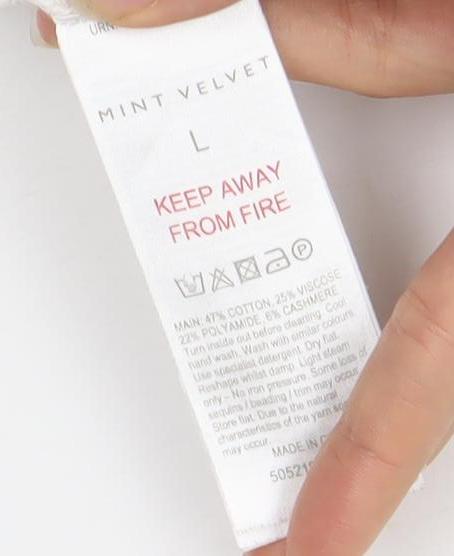 URN
MINT VELVET
L
KEEP AWAY
FROM FIRE
P
MAIN: 47% COTTON, 25% VISCOSE
22% POLYAMIDE, 6% CASHMERE
Turn inside out before cleaning. Cool
hand wash. Wash with similar colours
Use specialist detergent. Dry flat.
Reshape whilst damp. Light steam
only - No iron pressure. Some loss of
sequins / beading / trim may occur.
Store flat. Due to the natural
characteristics of the yarn
may occur.
MADE IN
5052